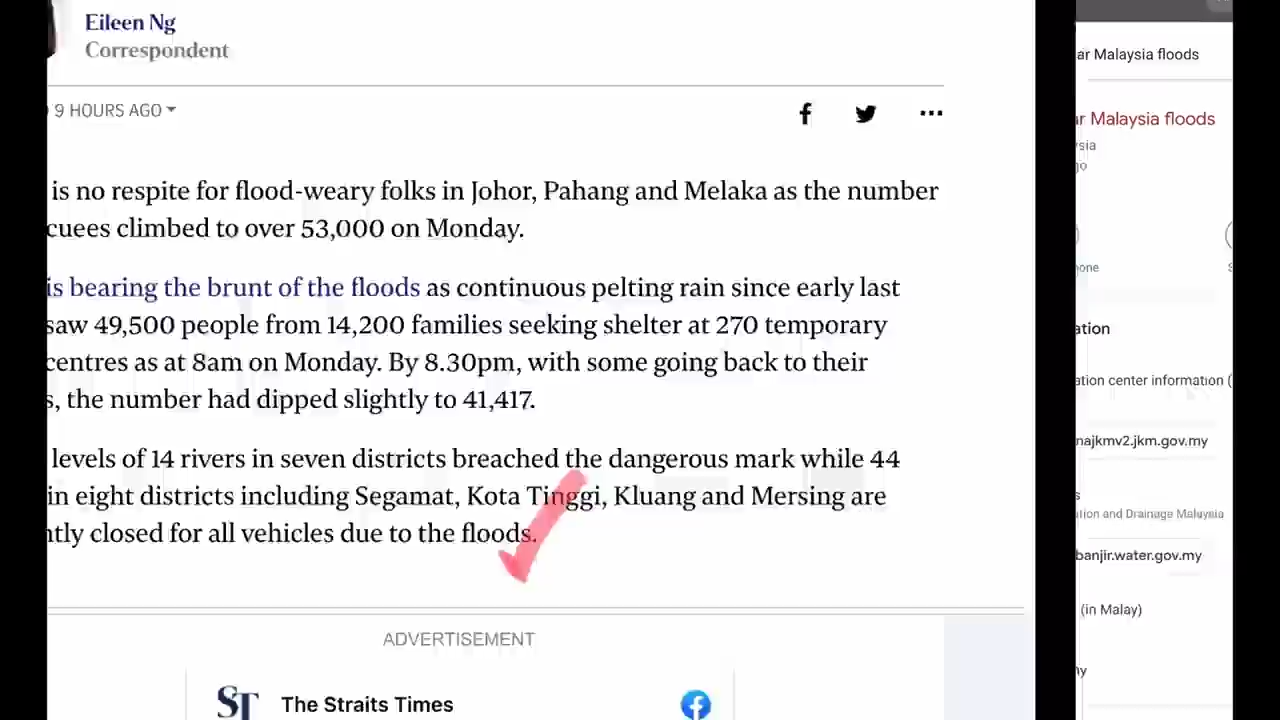 Eileen Ng
Correspondent
9 HOURS AGO
is no respite for flood-weary folks in Johor, Pahang and Melaka as the number
cuees climbed to over 53,000 on Monday.
is bearing the brunt of the floods as continuous pelting rain since early last
saw 49,500 people from 14,200 families seeking shelter at 270 temporary
centres as at 8am on Monday. By 8.30pm, with some going back to their
s, the number had dipped slightly to 41,417.
levels of 14 rivers in seven districts breached the dangerous mark while 44
in eight districts including Segamat, Kota Tinggi, Kluang and Mersing are
ntly closed for all vehicles due to the floods.
ADVERTISEMENT
ST
The Straits Times
ar Malaysia floods
ar Malaysia floods
sia
go
one
ation
ation center information (
najkmv2.jkm.gov.my
s
tion and Drainage Malaysia
banjir.water.gov.my
(in Malay)
ny